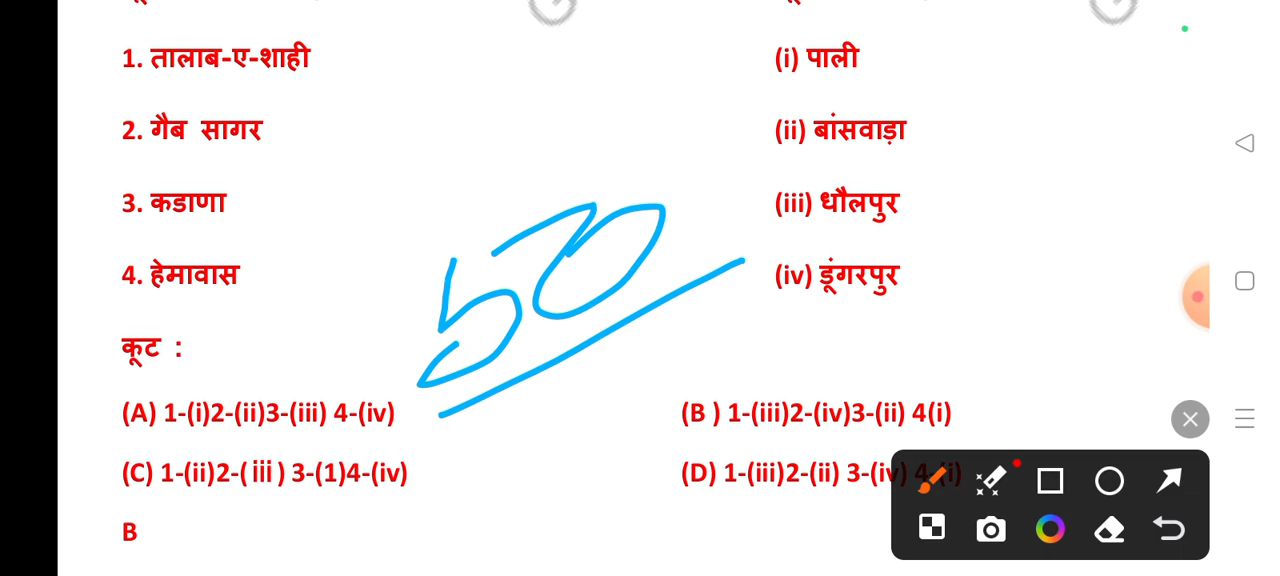 1. तालाब-ए-शाही (i) पाली
2. गैब सागर (ii) बांसवाड़ा
3. कडाणा (iii) धौलपुर
4. हेमावास (iv) डूंगरपुर
50
कूट :
(A) 1-(i)2-(ii)3-(iii) 4-(iv) (B ) 1-(iii)2-(iv)3-(ii) 4(i)
(C) 1-(ii)2-(iii) 3-(1)4-(iv) (D) 1-(iii)2-(ii) 3-(iv) 4-(i)
B